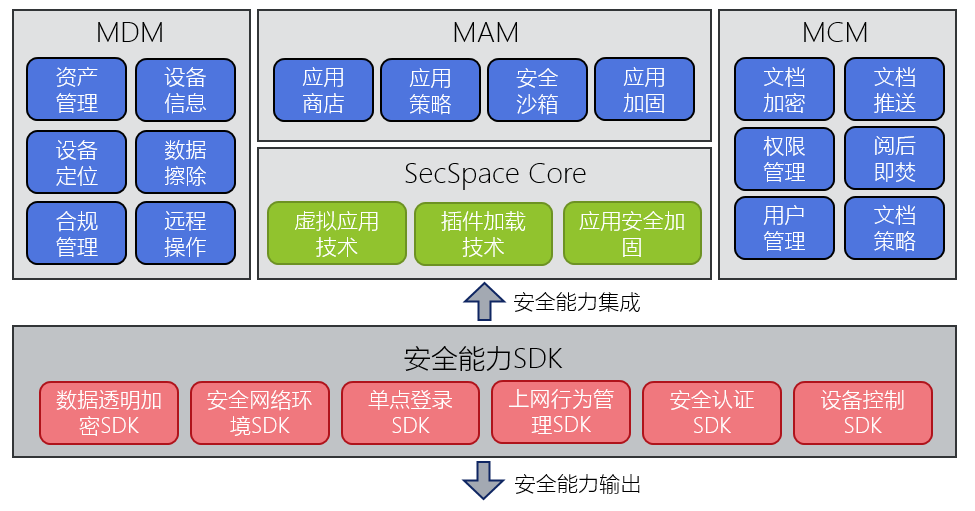 MDM
资产
管理
设备
信息
设备
定位
数据
擦除
合规
管理
远程
操作
MAM
应用
商店
应用
策略
安全
沙箱
应用
加固
SecSpace Core
虚拟应用
技术
插件加载
技术
应用安全加
固
MCM
文档
加密
文档
推送
权限
管理
阅后
即焚
用户
管理
文档
策略
安全能力集成
安全能力SDK
数据透明加
密SDK
安全网络环
境SDK
单点登录
SDK
上网行为管
理SDK
安全认证
SDK
设备控制
SDK
安全能力输出